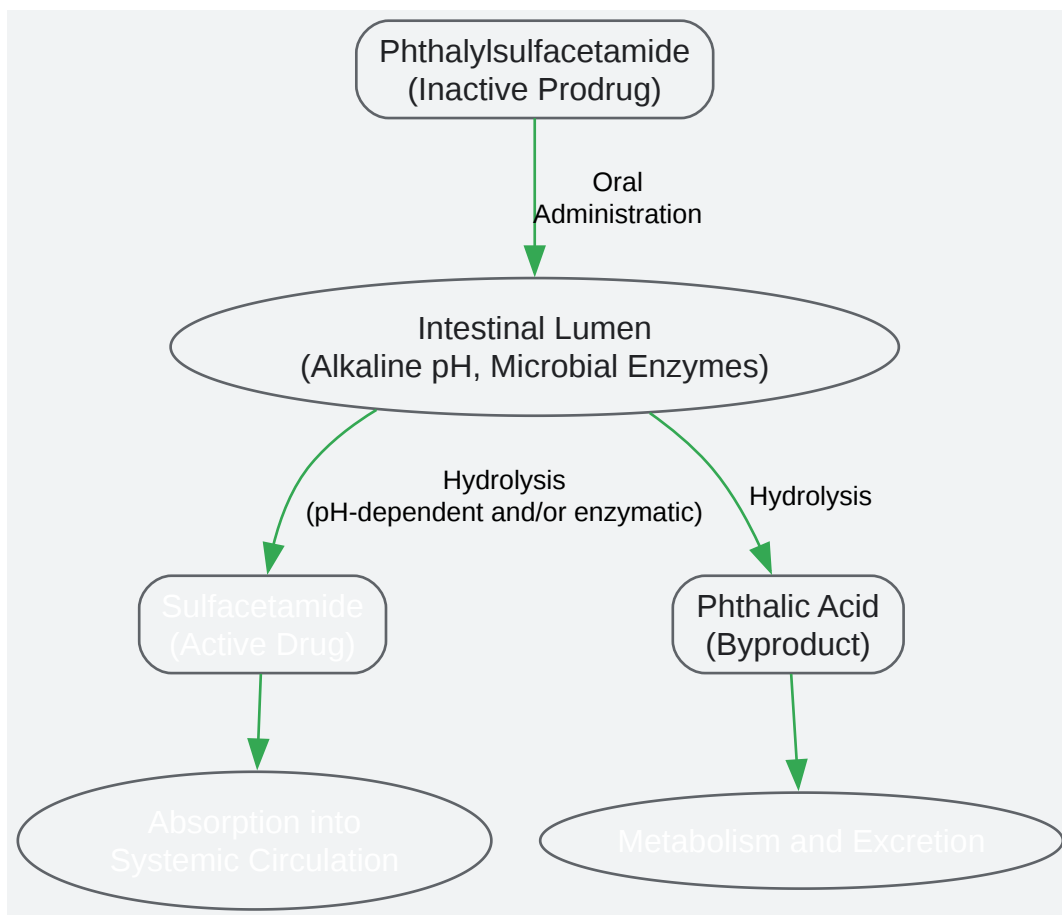 Phthalylsulfacetamide
(Inactive Prodrug)
Oral
Administration
Intestinal Lumen
(Alkaline pH, Microbial Enzymes)
Hydrolysis
(pH-dependent and/or enzymatic)
Hydrolysis
Sulfacetamide
(Active Drug)
Phthalic Acid
(Byproduct)
Absorption into
Systemic Circulation
Metabolism and Excretion